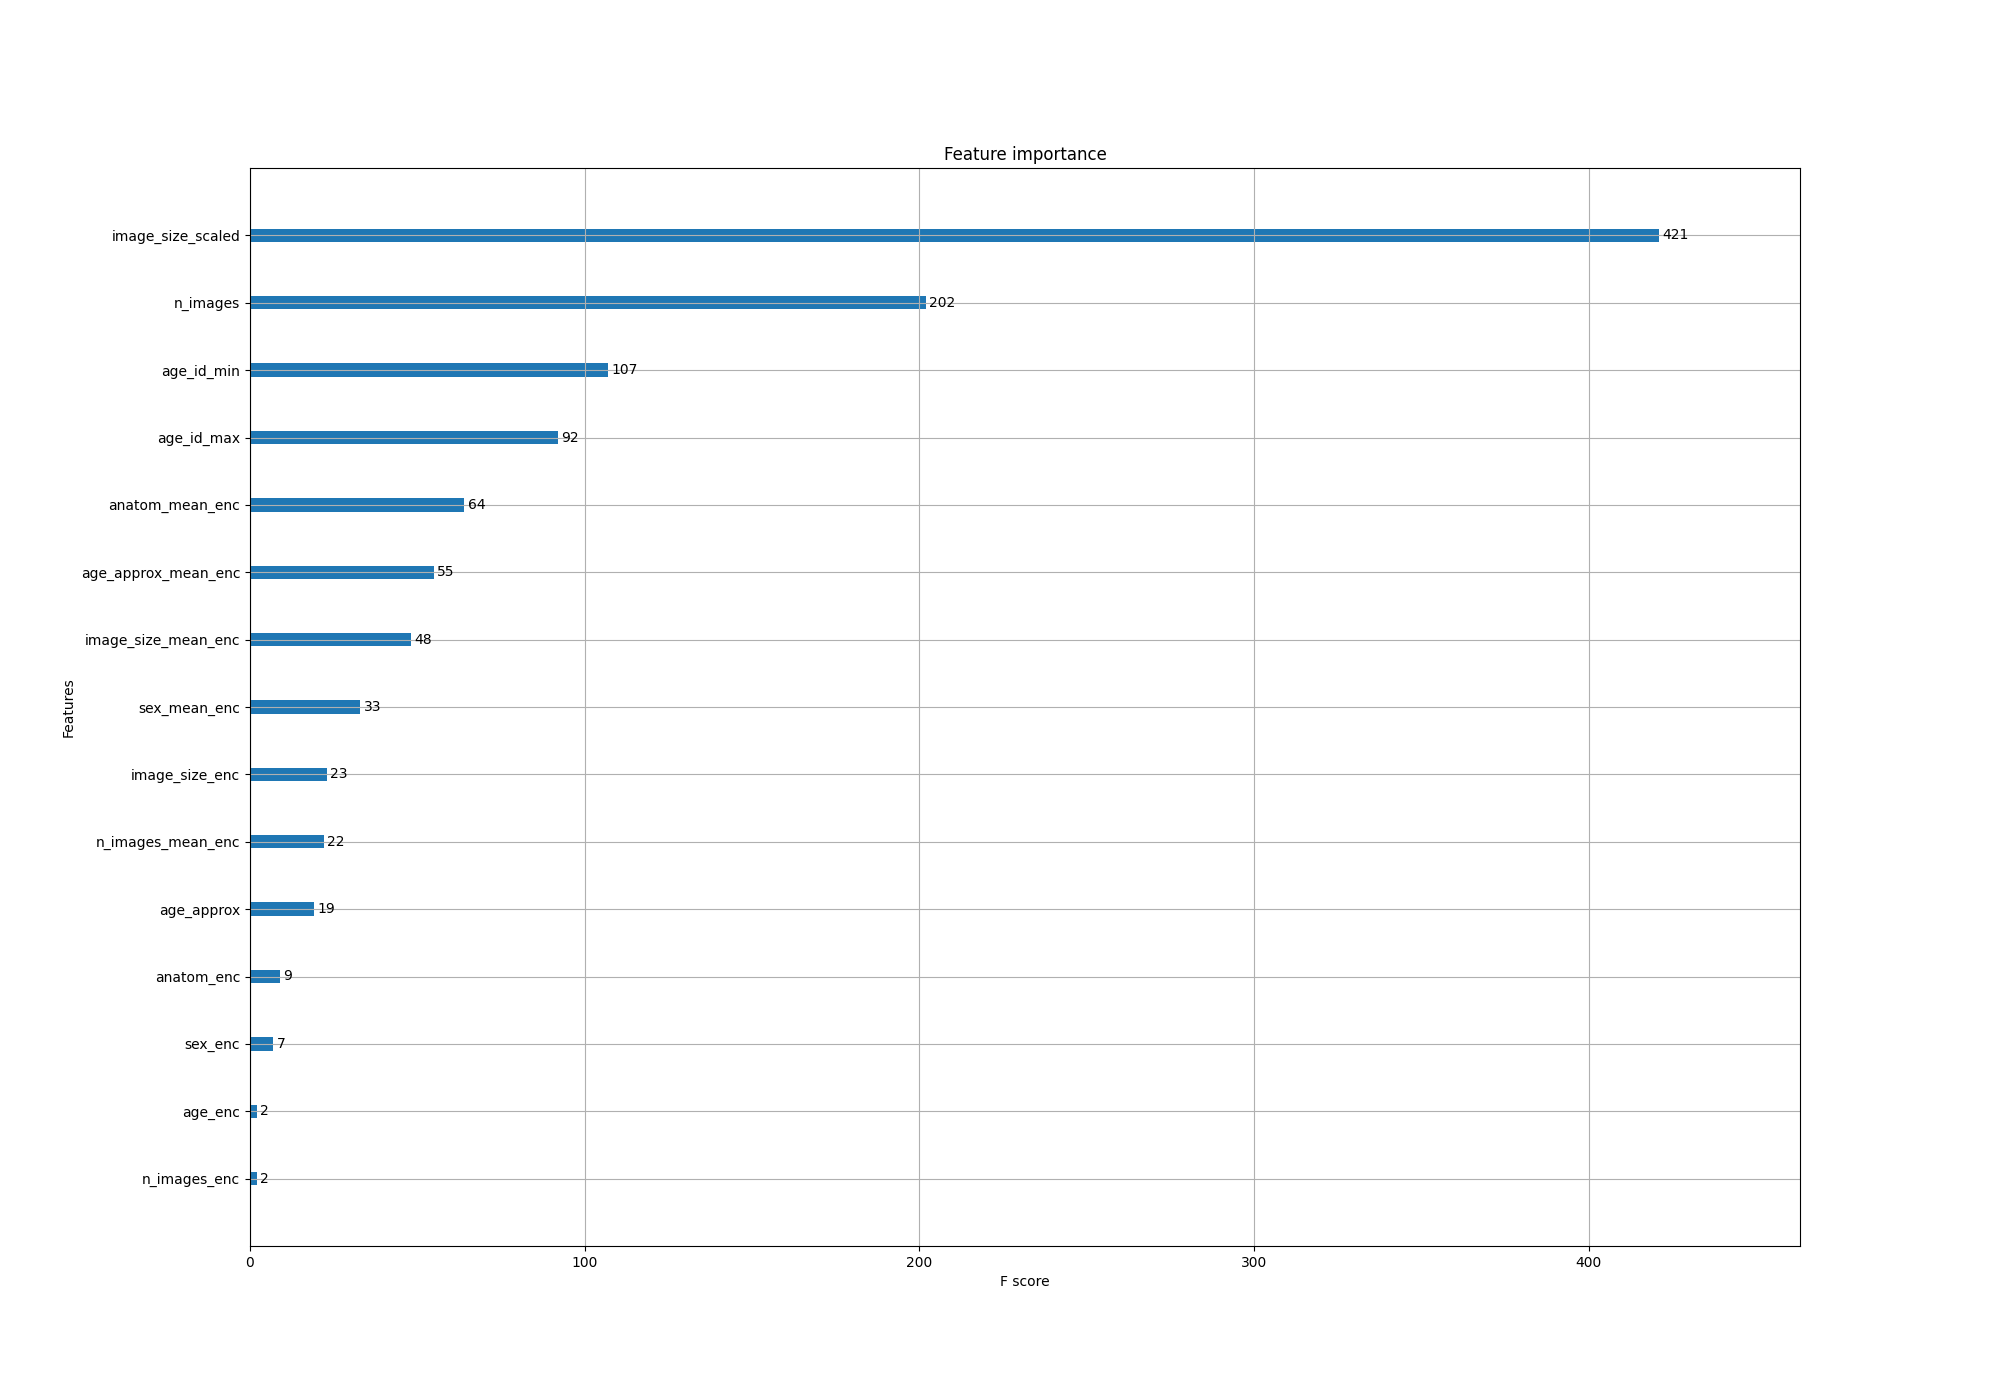 Feature importance
image_size_scaled 421
n_images 202
age_id_min 107
age_id_max 92
anatom_mean_enc 64
age_approx_mean_enc 55
image_size_mean_enc 48
Features
sex_mean_enc 33
image_size_enc 23
n_images_mean_enc 22
age_approx 19
anatom_enc 9
sex_enc 7
age_enc 2
n_images_enc 2
0 100 200 300 400
F score